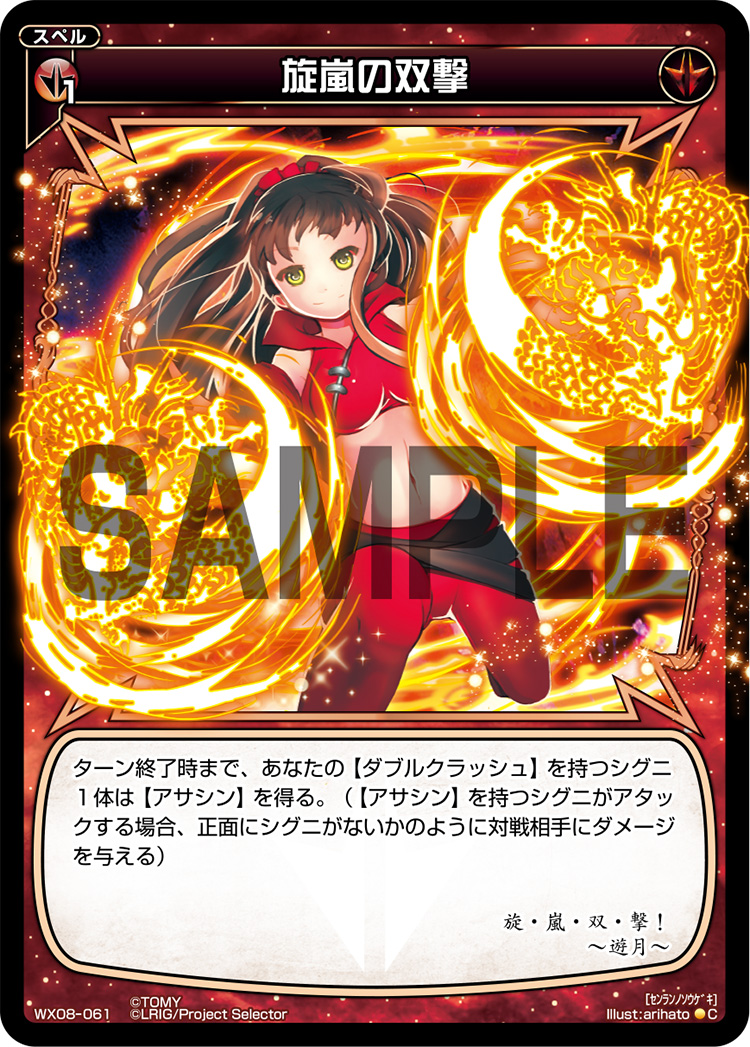 スペル
1
旋嵐の双撃
SAMPLE
ターン終了時まで、あなたの【ダブルクラッシュ】を持つシグニ
１体は【アサシン】を得る。（【アサシン】を持つシグニがアタッ
クする場合、正面にシグニがないかのように対戦相手にダメージ
を与える）
旋・嵐・双・撃！
～遊月～
©TOMY
WX08-061 ©LRIG/Project Selector
[ｾﾝﾗﾝﾉｿｳｹﾞｷ]
Illust:arihato C